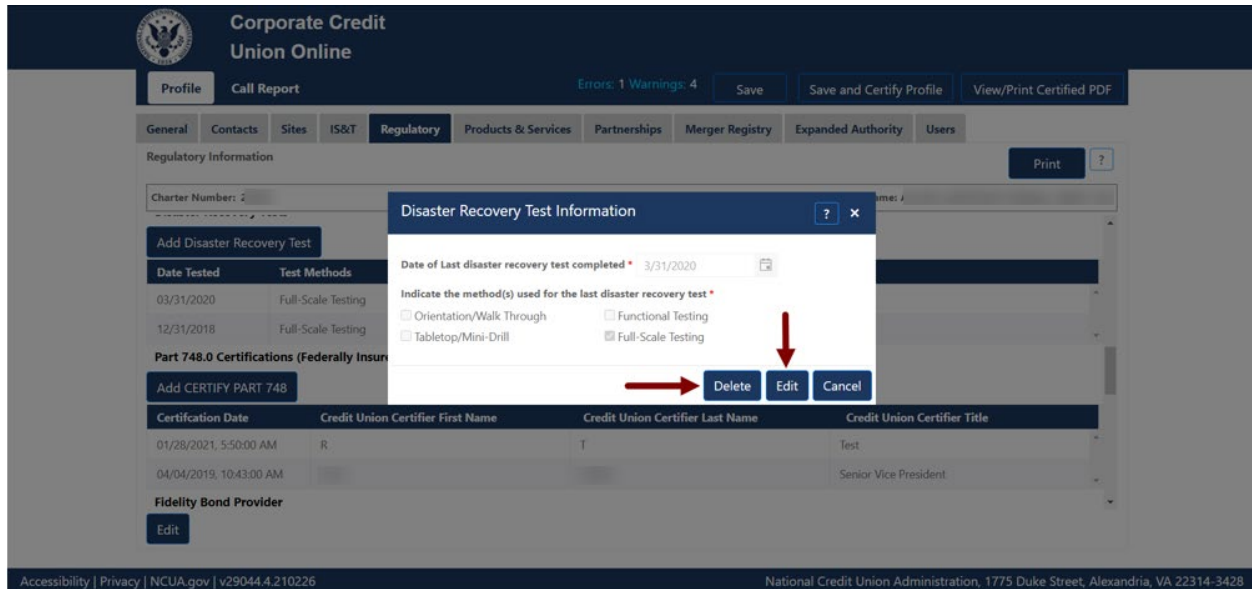 Corporate Credit
Union Online
Profile Call Report Errors: 1 Warnings: 4 Save Save and Certify Profile View/Print Certified PDF
General Contacts Sites IS&T Regulatory Products & Services Partnerships Merger Registry Expanded Authority Users
Regulatory Information Print ?
Charter Number: 2
Disaster Recovery Test Information ? ×
Add Disaster Recovery Test
Date of Last disaster recovery test completed * 3/31/2020
Date Tested Test Methods
Indicate the method(s) used for the last disaster recovery test *
03/31/2020 Full-Scale Testing
Orientation/Walk Through Functional Testing
12/31/2018 Full-Scale Testing
Tabletop/Mini-Drill Full-Scale Testing
Part 748.0 Certifications (Federally Insure
Delete Edit Cancel
Add CERTIFY PART 748
Certifcation Date Credit Union Certifier First Name Credit Union Certifier Last Name Credit Union Certifier Title
01/28/2021, 5:50:00 AM R T Test
04/04/2019, 10:43:00 AM Senior Vice President
Fidelity Bond Provider
Edit
Accessibility | Privacy | NCUA.gov | v29044.4.210226 National Credit Union Administration, 1775 Duke Street, Alexandria, VA 22314-3428